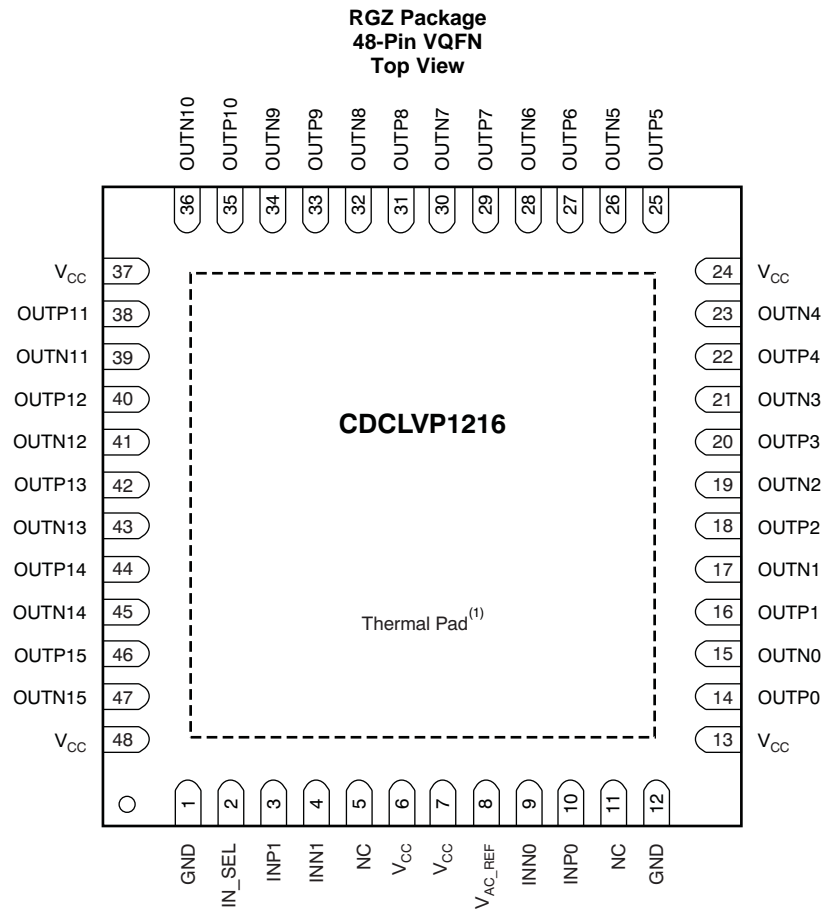 RGZ Package
48-Pin VQFN
Top View
OUTN10 OUTP10 OUTN9 OUTP9 OUTN8 OUTP8 OUTN7 OUTP7 OUTN6 OUTP6 OUTN5 OUTP5
36 35 34 33 32 31 30 29 28 27 26 25
VCC 37 24 VCC
OUTP11 38 23 OUTN4
OUTN11 39 22 OUTP4
OUTP12 40 21 OUTN3
OUTN12 41 20 OUTP3
OUTP13 42 19 OUTN2
OUTN13 43 18 OUTP2
OUTP14 44 17 OUTN1
OUTN14 45 16 OUTP1
OUTP15 46 15 OUTN0
OUTN15 47 14 OUTP0
VCC 48 13 VCC
CDCLVP1216
Thermal Pad(1)
1 2 3 4 5 6 7 8 9 10 11 12
GND IN_SEL INP1 INN1 NC VCC VCC VAC_REF INN0 INP0 NC GND